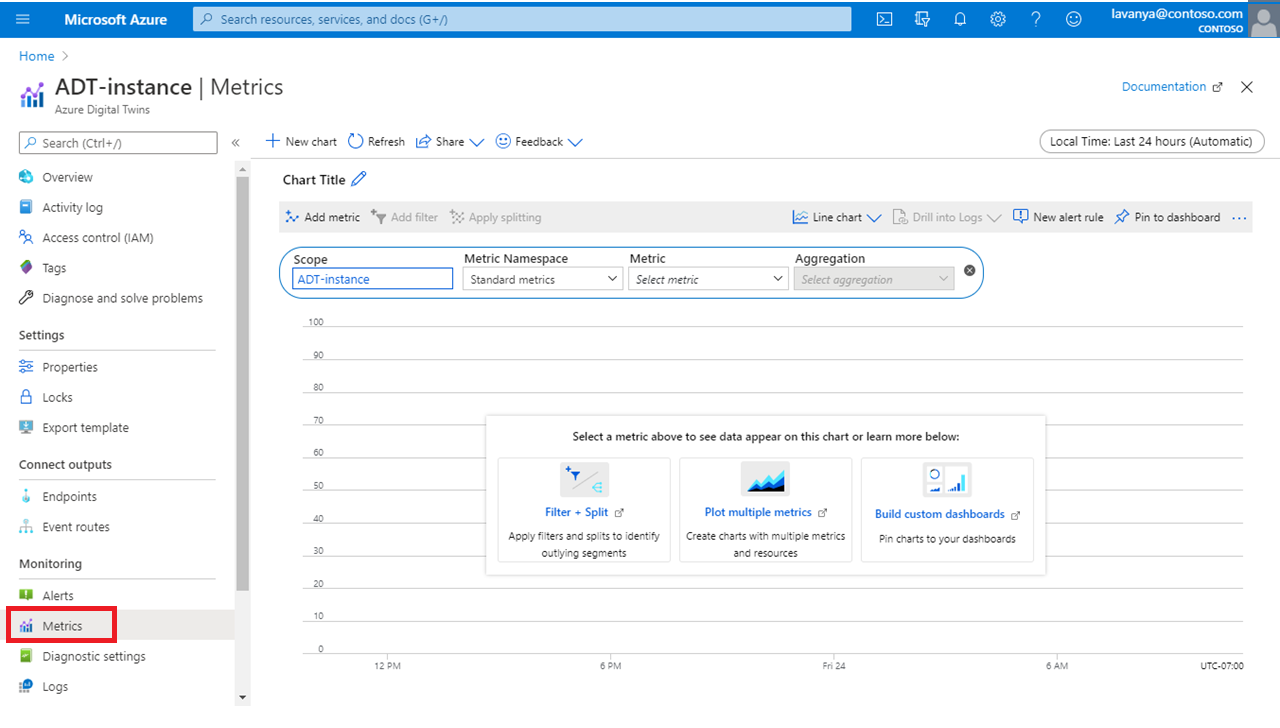 Microsoft Azure
Search resources, services, and docs (G+/)
lavanya@contoso.com
CONTOSO
Home
ADT-instance | Metrics
Azure Digital Twins
Documentation
Search (Ctrl+/)
«
New chart
Refresh
Share
Feedback
Local Time: Last 24 hours (Automatic)
Overview
Activity log
Access control (IAM)
Tags
Diagnose and solve problems
Settings
Properties
Locks
Export template
Connect outputs
Endpoints
Event routes
Monitoring
Alerts
Metrics
Diagnostic settings
Logs
Chart Title
Add metric
Add filter
Apply splitting
Line chart
Drill into Logs
New alert rule
Pin to dashboard
...
Scope
ADT-instance
Metric Namespace
Standard metrics
Metric
Select metric
Aggregation
Select aggregation
100
90
80
70
60
50
40
30
20
10
0
Select a metric above to see data appear on this chart or learn more below:
Filter + Split
Apply filters and splits to identify
outlying segments
Plot multiple metrics
Create charts with multiple metrics
and resources
Build custom dashboards
Pin charts to your dashboards
12 PM
6 PM
Fri 24
6 AM
UTC-07:00